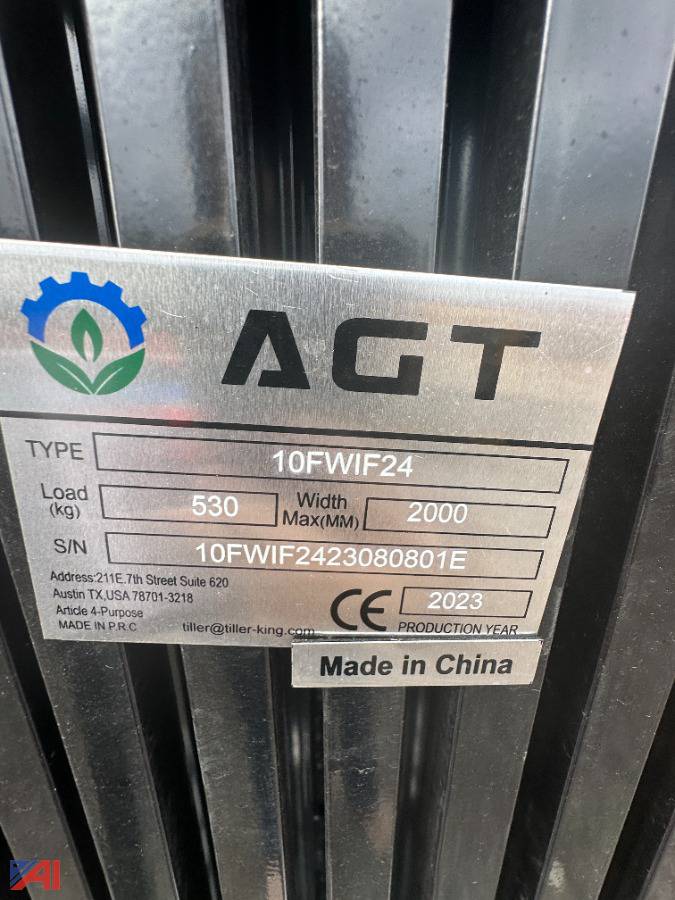 AGT
TYPE 10FWIF24
Load (kg) 530 Width Max(MM) 2000
S/N 10FWIF2423080801E
Address:211E.7th Street Suite 620
Austin TX,USA 78701-3218
Article 4-Purpose
MADE IN P.R.C tiller@tiller-king.com
CE 2023
PRODUCTION YEAR
Made in China
AI